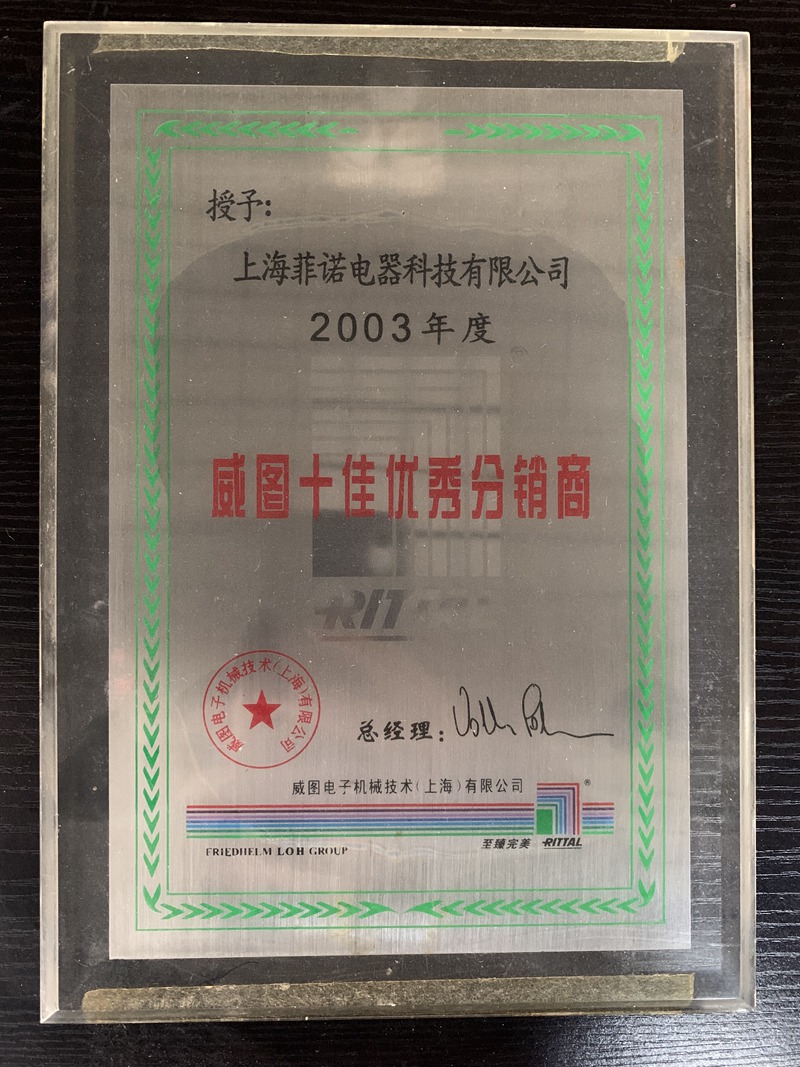 授予：
上海菲诺电器科技有限公司
2003年度
®
威图十佳优秀分销商
RIT
威图电子机械技术（上海）有限公司
总经理：
威图电子机械技术（上海）有限公司
®
FRIEDHELM LOH GROUP
至臻完美 RITTAL